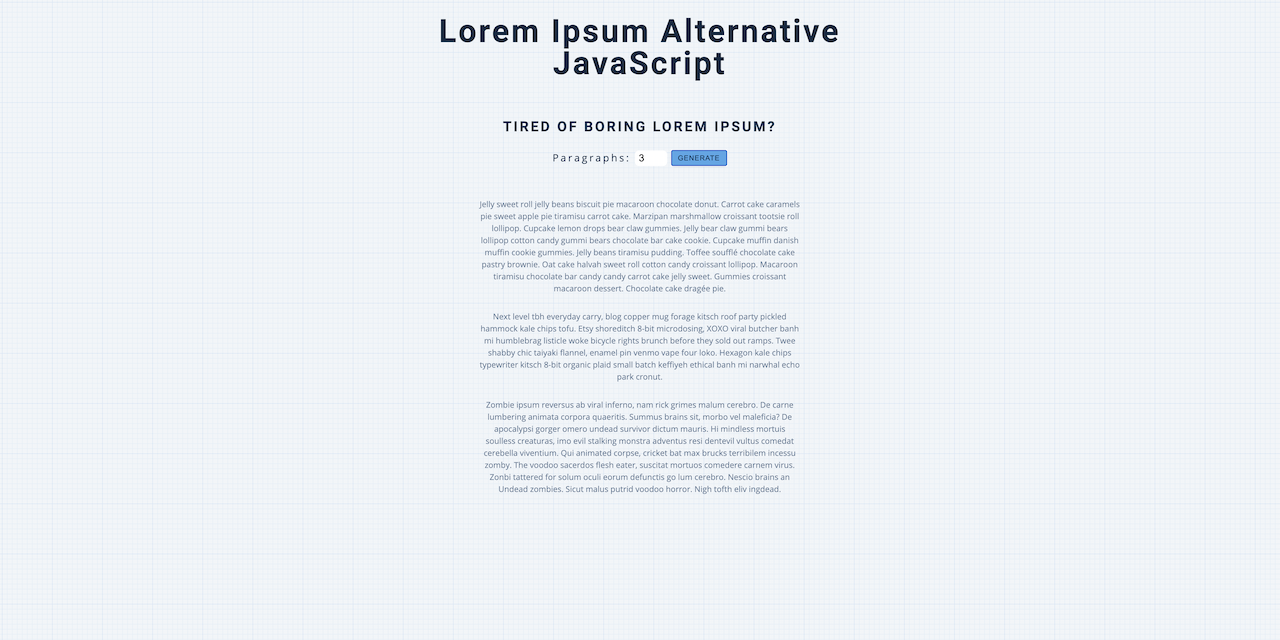 Lorem Ipsum Alternative
JavaScript
TIRED OF BORING LOREM IPSUM?
Paragraphs: 3 GENERATE
Jelly sweet roll jelly beans biscuit pie macaroon chocolate donut. Carrot cake caramels
pie sweet apple pie tiramisu carrot cake. Marzipan marshmallow croissant tootsie roll
lollipop. Cupcake lemon drops bear claw gummies. Jelly bear claw gummi bears
lollipop cotton candy gummi bears chocolate bar cake cookie. Cupcake muffin danish
muffin cookie gummies. Jelly beans tiramisu pudding. Toffee soufflé chocolate cake
pastry brownie. Oat cake halvah sweet roll cotton candy croissant lollipop. Macaroon
tiramisu chocolate bar candy candy carrot cake jelly sweet. Gummies croissant
macaroon dessert. Chocolate cake dragée pie.
Next level tbh everyday carry, blog copper mug forage kitsch roof party pickled
hammock kale chips tofu. Etsy shoreditch 8-bit microdosing, XOXO viral butcher banh
mi humblebrag listicle woke bicycle rights brunch before they sold out ramps. Twee
shabby chic taiyaki flannel, enamel pin venmo vape four loko. Hexagon kale chips
typewriter kitsch 8-bit organic plaid small batch keffiyeh ethical banh mi narwhal echo
park cronut.
Zombie ipsum reversus ab viral inferno, nam rick grimes malum cerebro. De carne
lumbering animata corpora quaeritis. Summus brains sit, morbo vel maleficia? De
apocalypsi gorger omero undead survivor dictum mauris. Hi mindless mortuis
soulless creaturas, imo evil stalking monstra adventus resi dentevil vultus comedat
cerebella viventium. Qui animated corpse, cricket bat max brucks terribilem incessu
zomby. The voodoo sacerdos flesh eater, suscitat mortuos comedere carnem virus.
Zonbi tattered for solum oculi eorum defunctis go lum cerebro. Nescio brains an
Undead zombies. Sicut malus putrid voodoo horror. Nigh tofth eliv ingdead.